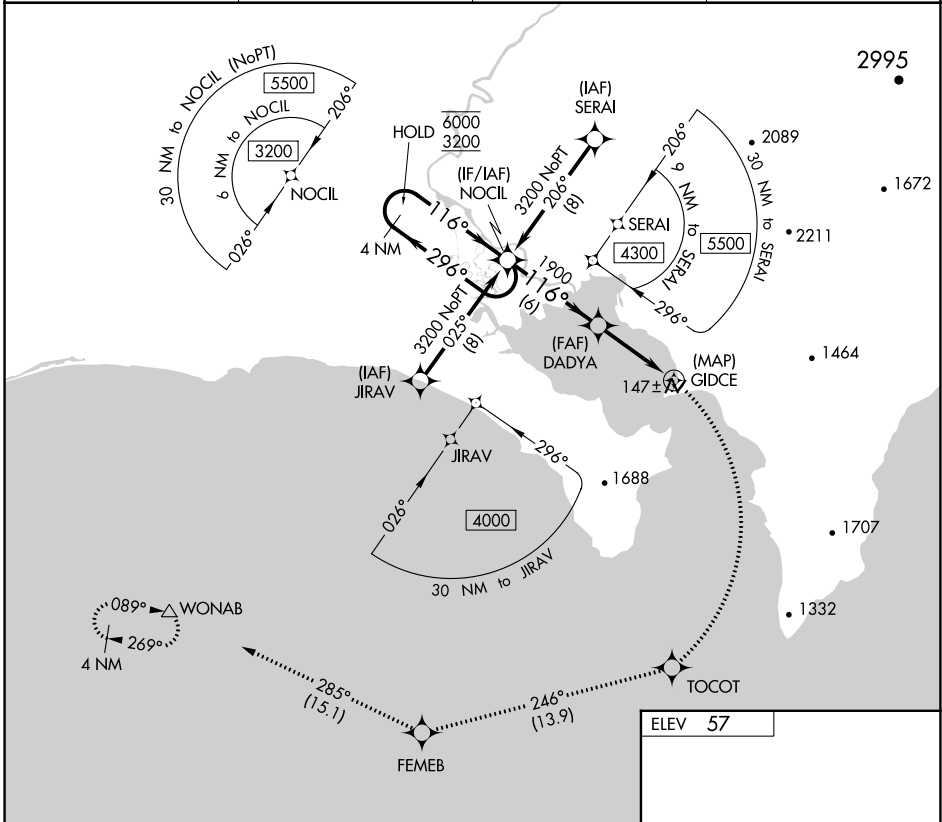 30 NM to NOCIL (NoPT)
5500
206°
6 NM to NOCIL
3200
NOCIL
026°
HOLD
6000
3200
(IAF)
SERAI
2995
2089
1672
2211
(IF/IAF)
NOCIL
3200 NoPT
206°
(8)
206°
9 NM to SERAI
30 NM to SERAI
SERAI
4300
5500
296°
116°
296°
4 NM
1900
116°
(6)
3200 NoPT
025°
(8)
(IAF)
JIRAV
(FAF)
DADYA
(MAP)
GIDCE
147±
1464
JIRAV
296°
026°
4000
30 NM to JIRAV
1688
1707
1332
089°
WONAB
269°
4 NM
285°
(15.1)
246°
(13.9)
TOCOT
FEMEB
ELEV 57